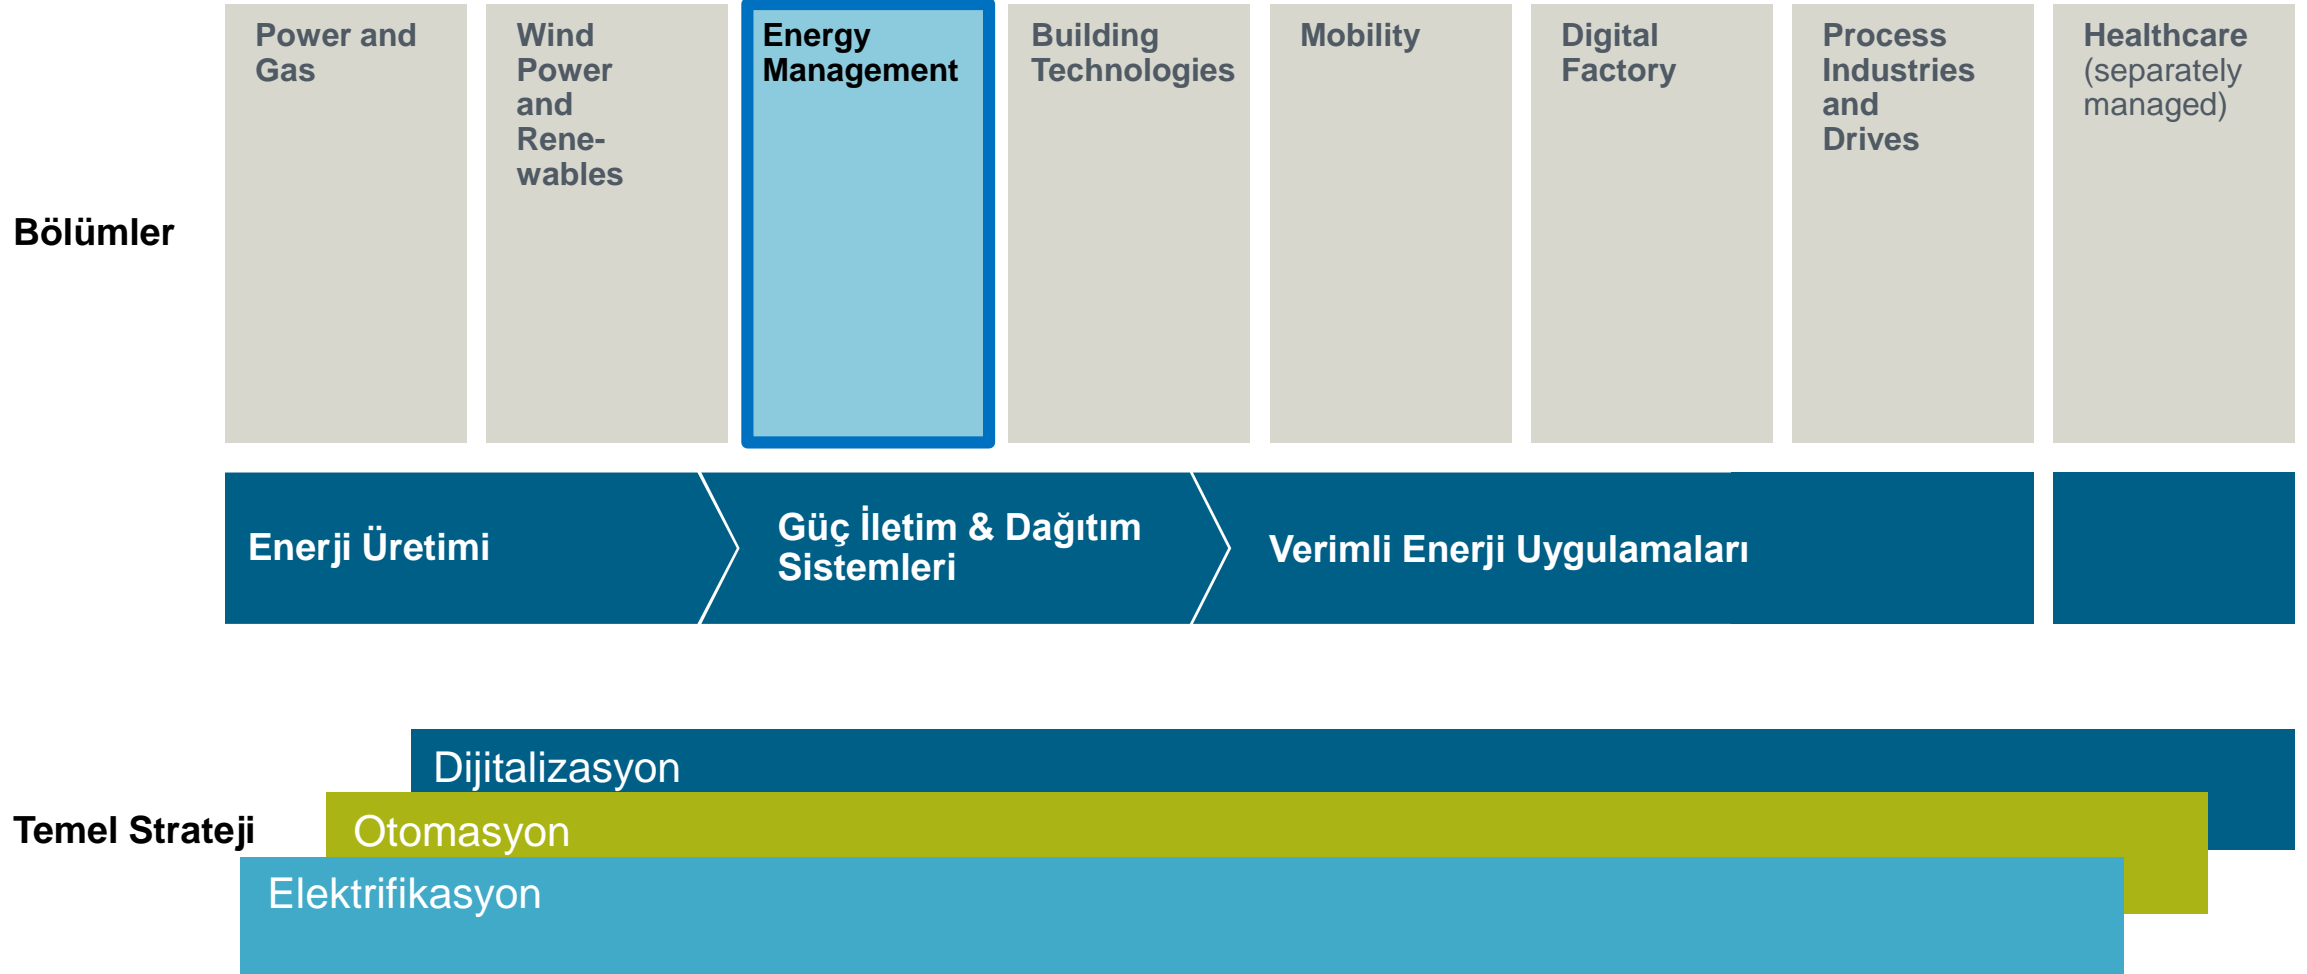 Power and
Gas
Wind
Power
and
Rene-
wables
Energy
Management
Building
Technologies
Mobility
Digital
Factory
Process
Industries
and
Drives
Healthcare
(separately
managed)
Bölümler
Enerji Üretimi
Güç İletim & Dağıtım
Sistemleri
Verimli Enerji Uygulamaları
Dijitalizasyon
Temel Strateji
Otomasyon
Elektrifikasyon